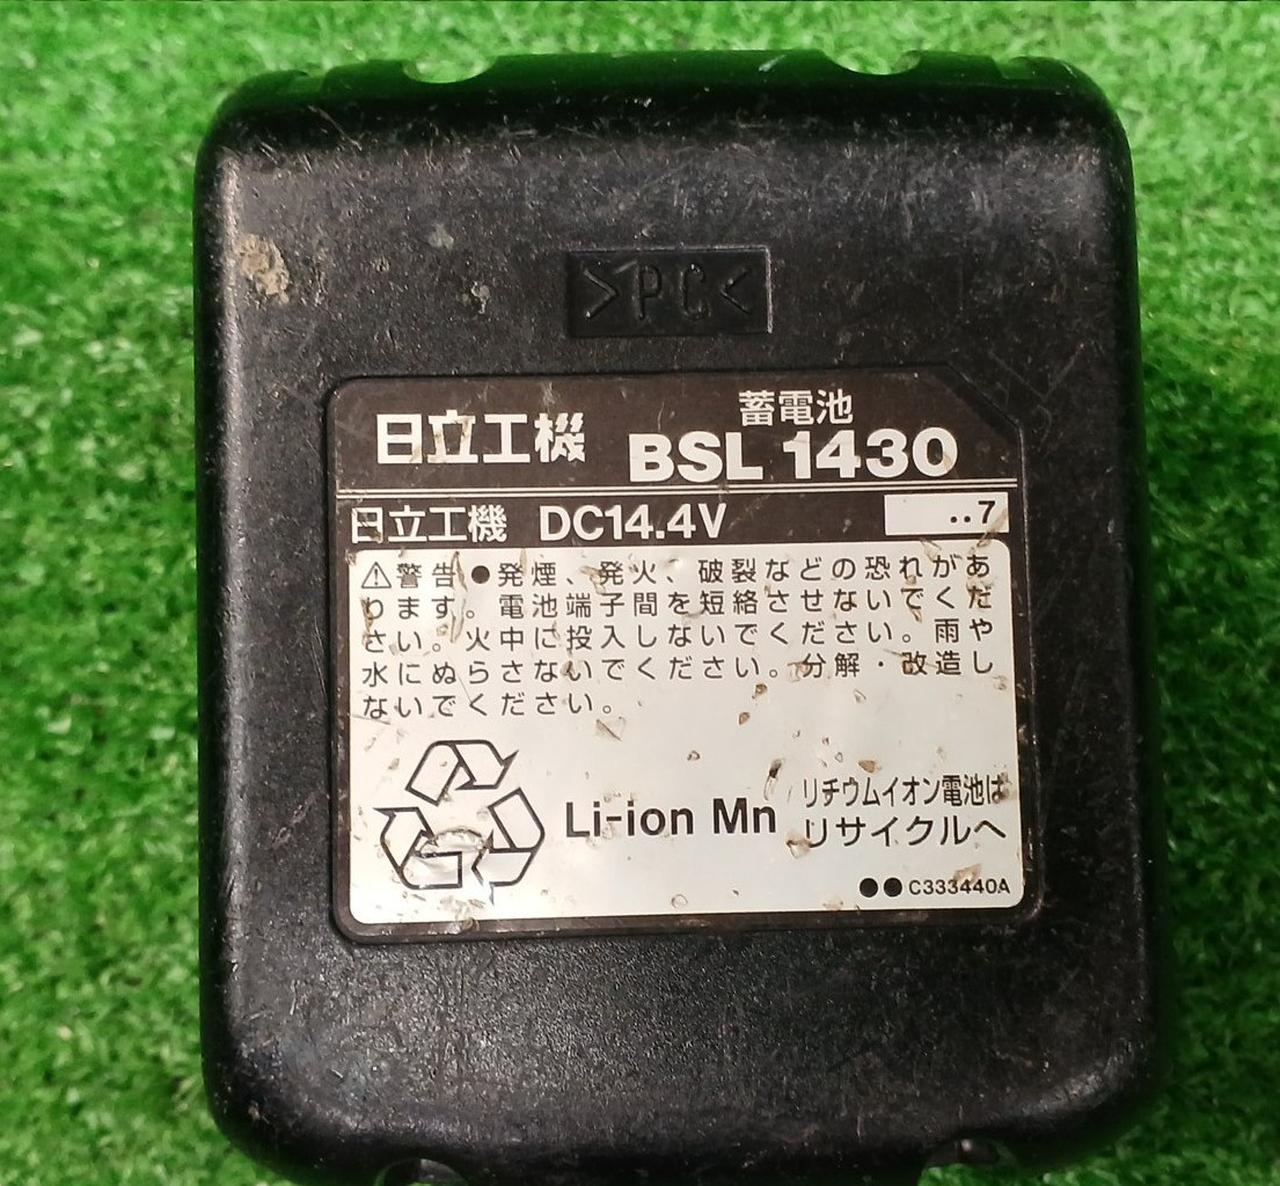 >PC<
蓄電池
日立工機 BSL 1430
日立工機 DC14.4V ..7
⚠警告●発煙、発火、破裂などの恐れがあ
ります。電池端子間を短絡させないでくだ
さい。火中に投入しないでください。雨や
水にぬらさないでください。分解・改造し
ないでください。
Li-ion Mn
リチウムイオン電池は
リサイクルへ
●●C333440A